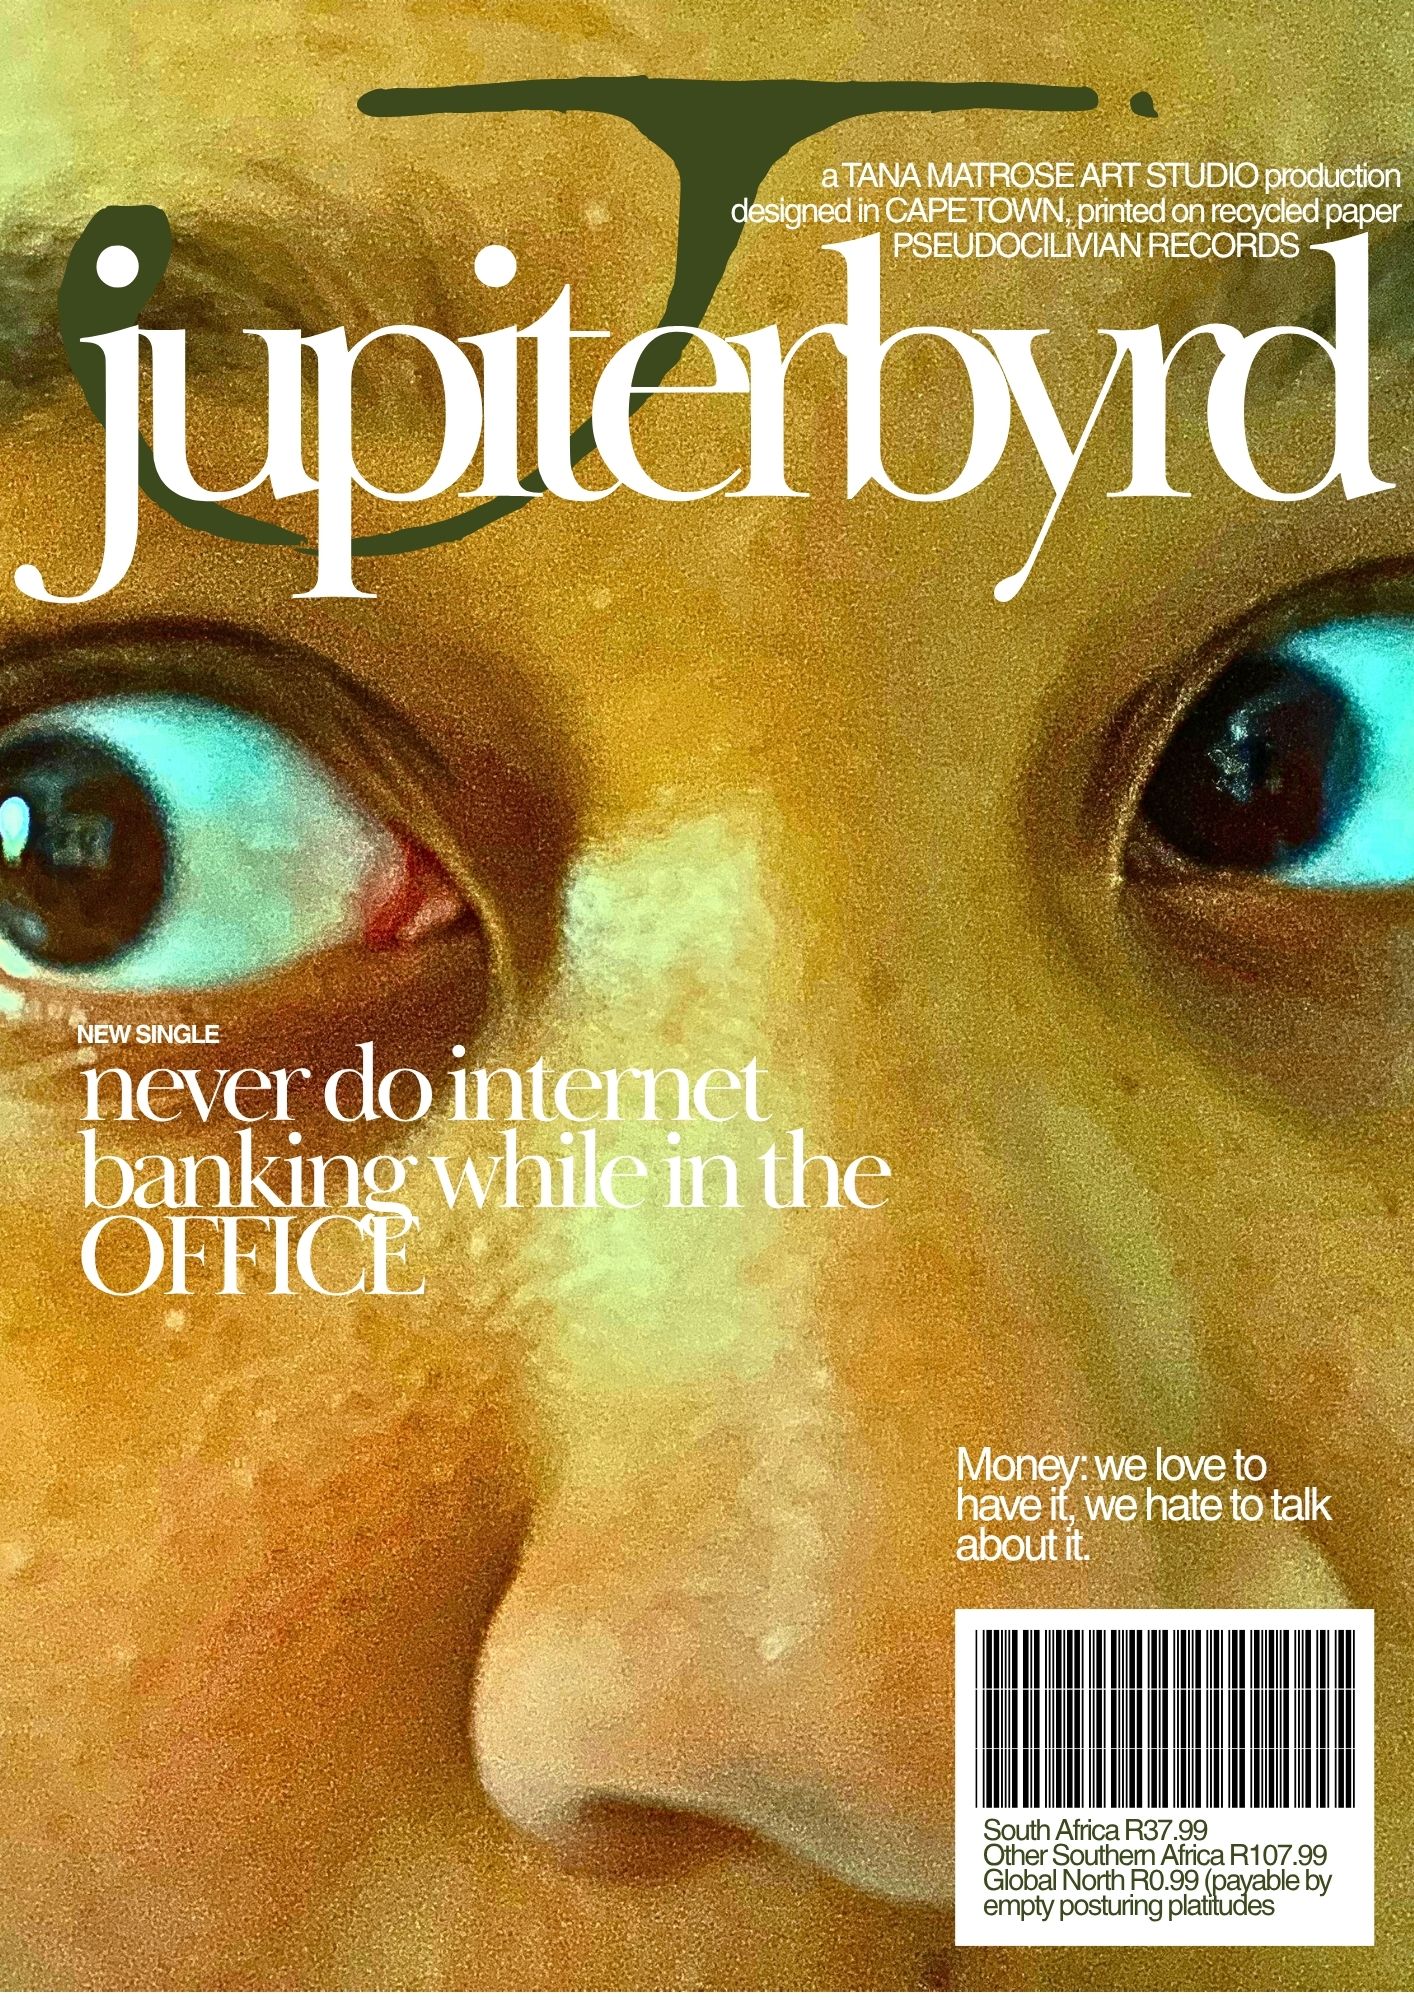 J
a TANA MATROSE ART STUDIO production
designed in CAPE TOWN, printed on recycled paper
PSEUDOCILIVIAN RECORDS
jupiterbyrd
NEW SINGLE
never do internet
banking while in the
OFFICE
Money: we love to
have it, we hate to talk
about it.
South Africa R37.99
Other Southern Africa R107.99
Global North R0.99 (payable by
empty posturing platitudes